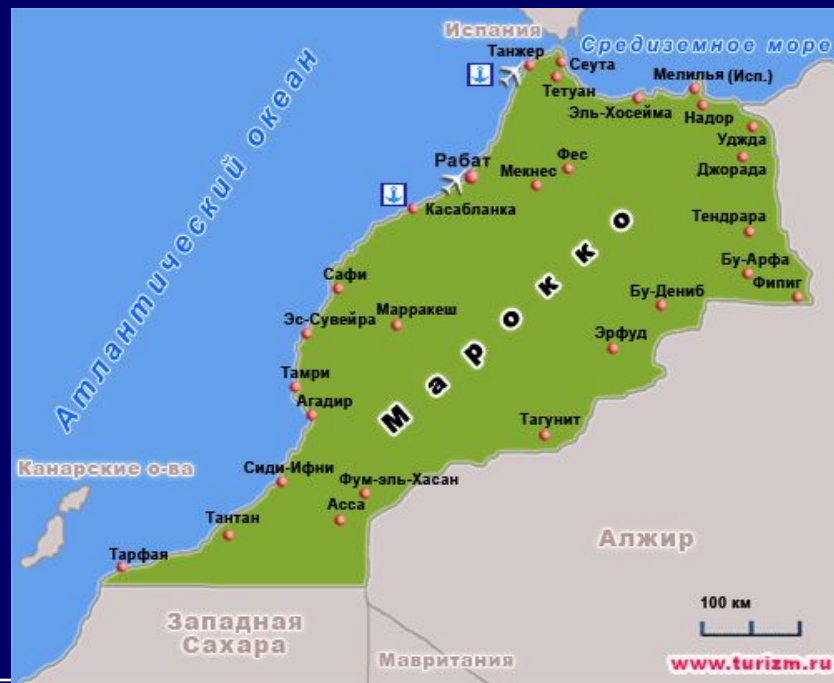 Испания
Средиземное море
Танжер
Сеута
Тетуан
Мелилья (Исп.)
Эль-Хосейма
Надор
Уджда
Джорада
Атлантический океан
Рабат
Фес
Мекнес
Касабланка
Тендрара
Бу-Арфа
Фипиг
Бу-Дениб
Сафи
Марракеш
Эс-Сувейра
Эрфуд
Марокко
Тамри
Агадир
Тагунит
Канарские о-ва
Сиди-Ифни
Фум-эль-Хасан
Асса
Тантан
Тарфая
Алжир
Западная
Сахара
Мавритания
100 км
www.turizm.ru